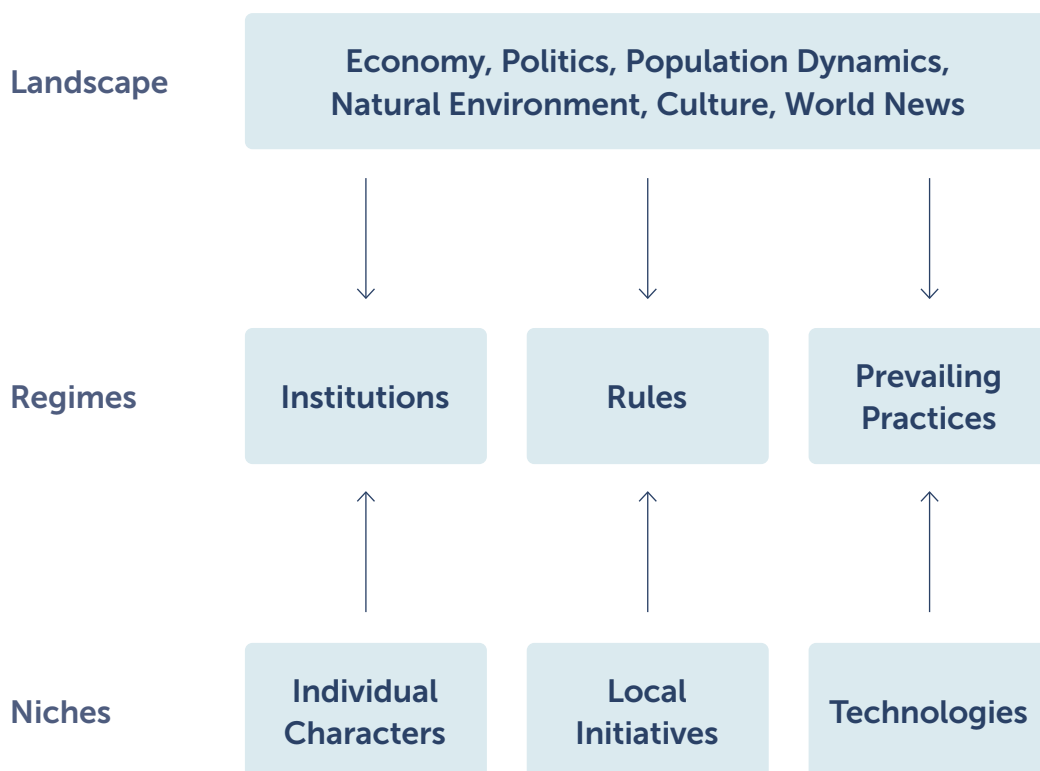 Landscape
Economy, Politics, Population Dynamics,
Natural Environment, Culture, World News
Regimes
Institutions
Rules
Prevailing
Practices
Niches
Individual
Characters
Local
Initiatives
Technologies